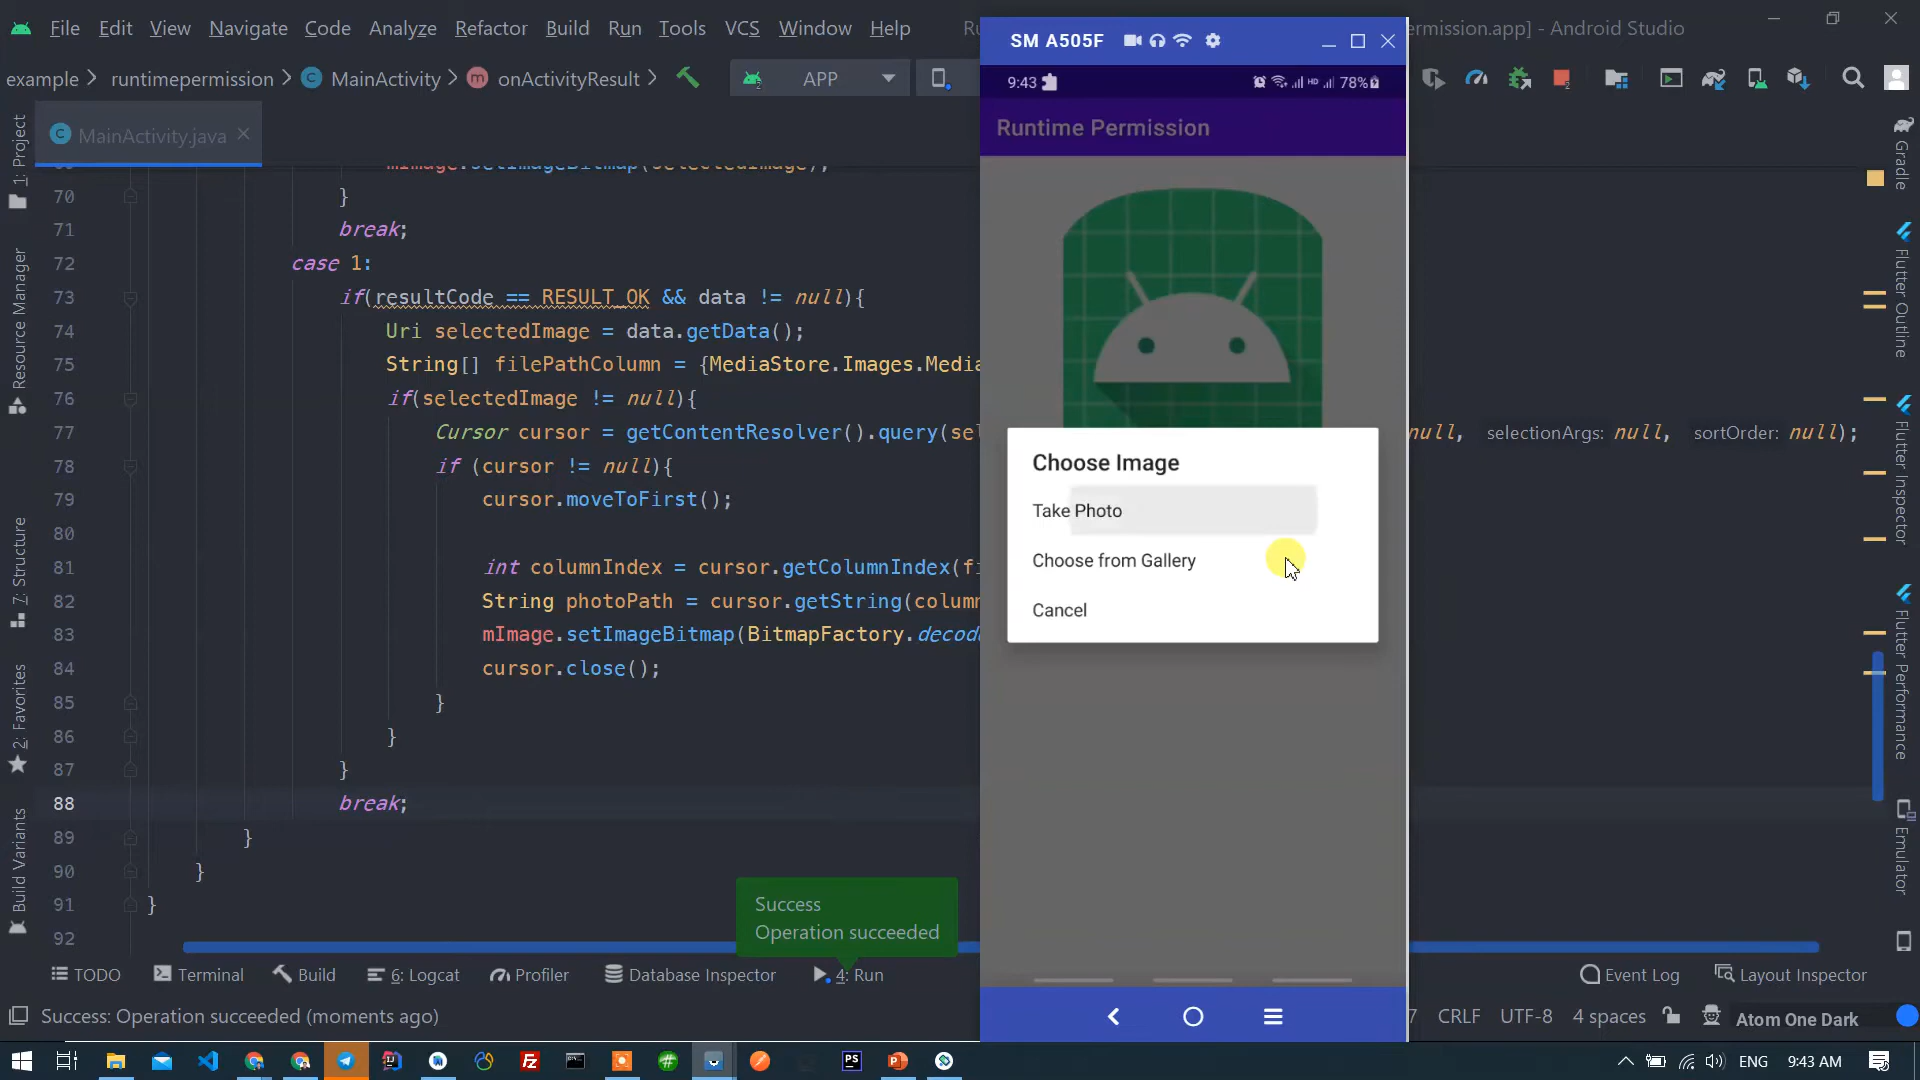 File Edit View Navigate Code Analyze Refactor Build Run Tools VCS Window Help
ermission.app] - Android Studio
SM A505F
example runtimepermission MainActivity onActivityResult APP
9:43 78%
Runtime Permission
MainActivity.java
1: Project
Resource Manager
Z: Structure
2: Favorites
Build Variants
mImage.setImageBitmap(selectedImage);
70 }
71 break;
72 case 1:
73 if(resultCode == RESULT_OK && data != null){
74 Uri selectedImage = data.getData();
75 String[] filePathColumn = {MediaStore.Images.Media
76 if(selectedImage != null){
77 Cursor cursor = getContentResolver().query(sel
null, selectionArgs: null, sortOrder: null);
78 if (cursor != null){
79 cursor.moveToFirst();
80
81 int columnIndex = cursor.getColumnIndex(fi
82 String photoPath = cursor.getString(column
83 mImage.setImageBitmap(BitmapFactory.decod
84 cursor.close();
85 }
86 }
87 }
88 break;
89 }
90 }
91 }
92
Choose Image
Take Photo
Choose from Gallery
Cancel
Gradle
Flutter Outline
Flutter Inspector
Flutter Performance
Emulator
Success
Operation succeeded
TODO Terminal Build 6: Logcat Profiler Database Inspector 4: Run Event Log Layout Inspector
Success: Operation succeeded (moments ago)
CRLF UTF-8 4 spaces Atom One Dark
PS
ENG 9:43 AM